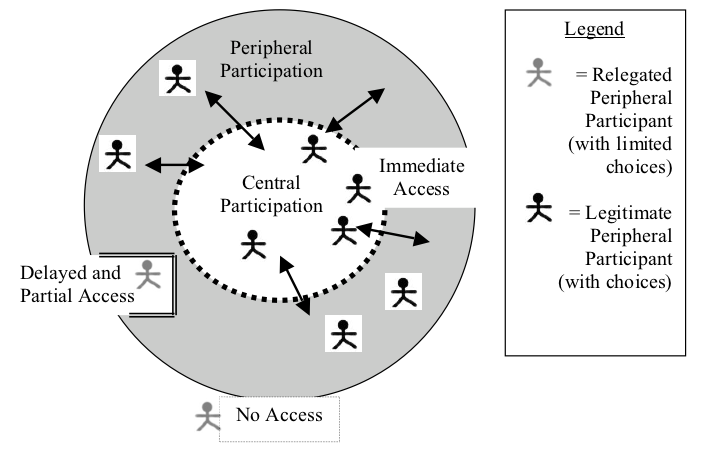 Peripheral
Participation
Central
Participation
Immediate
Access
Delayed and
Partial Access
No Access
Legend
= Relegated
Peripheral
Participant
(with limited
choices)
= Legitimate
Peripheral
Participant
(with choices)